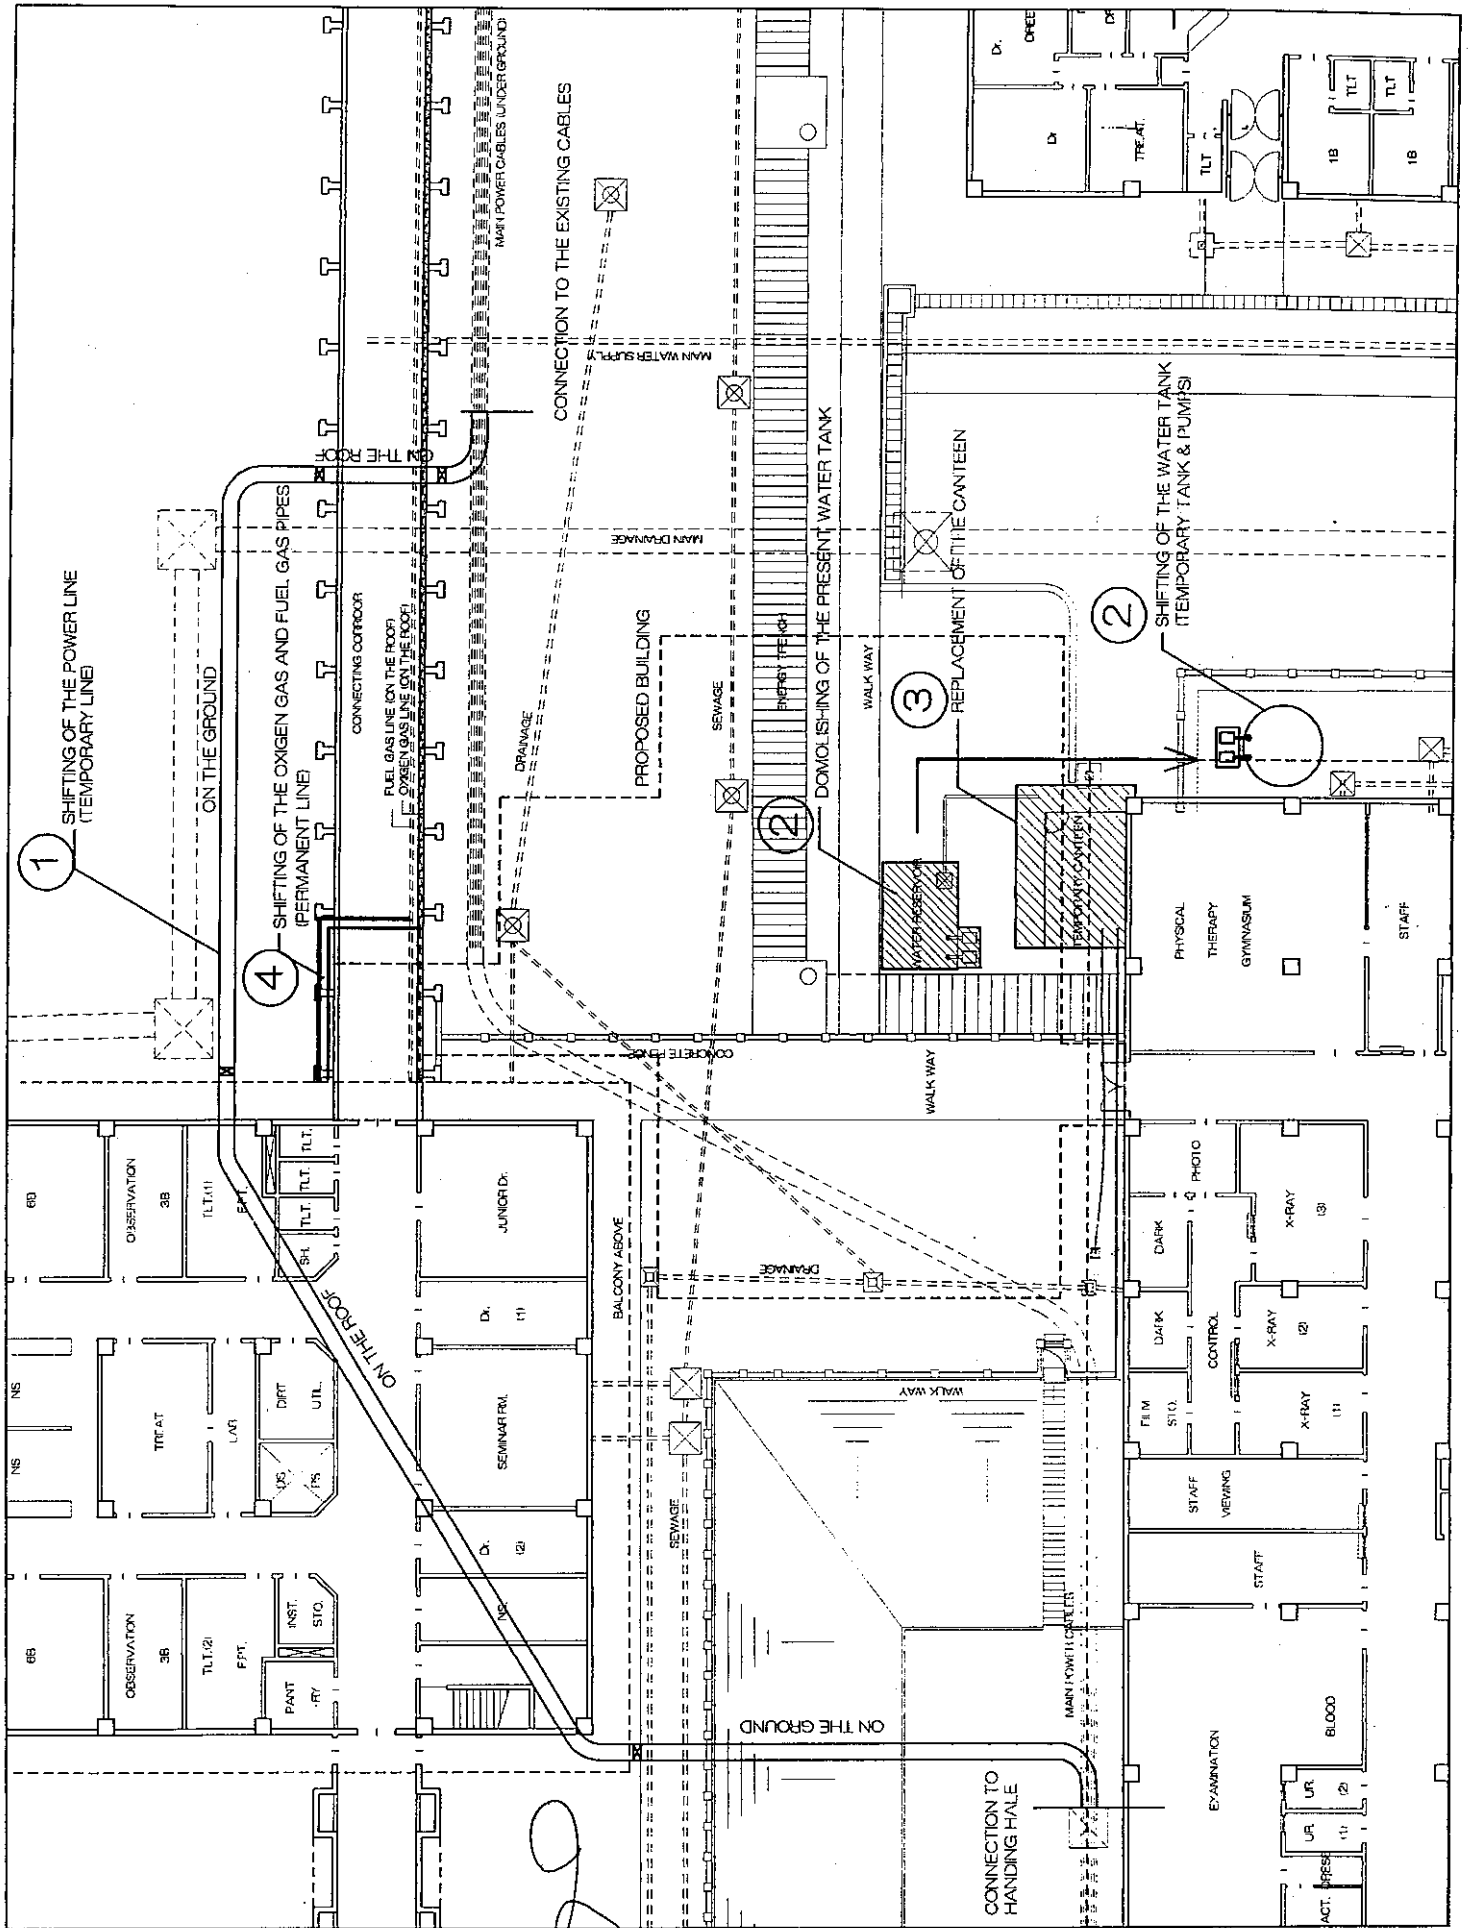 1
SHIFTING OF THE POWER LINE
(TEMPORARY LINE)
ON THE GROUND
ON THE ROOF
4
SHIFTING OF THE OXIGEN GAS AND FUEL GAS PIPES
(PERMANENT LINE)
CONNECTING CORRIDOR
FUEL GAS LINE (ON THE ROOF)
OXIGEN GAS LINE (ON THE ROOF)
MAIN POWER CABLES (UNDER GROUND)
CONNECTION TO THE EXISTING CABLES
DRAINAGE
MAIN WATER SUPPLY
MAIN DRAINAGE
PROPOSED BUILDING
SEWAGE
ENERGY TRENCH
2
DOMOLISHING OF THE PRESENT WATER TANK
WALK WAY
3
REPLACEMENT OF THE CANTEEN
2
SHIFTING OF THE WATER TANK
(TEMPORARY TANK & PUMPS)
WATER RESERVOIR
TEMPORARY CANTEEN
PHYSICAL
THERAPY
GYMNASIUM
STAFF
CONCRETE FENCE
WALK WAY
Dr.
Dr
TREAT.
TLT
TLT
TLT
1B
1B
6B
OBSERVATION
3B
TLT.(1)
F.PT.
SH.
TLT.
TLT.
TLT.
JUNIOR Dr.
Dr.
(1)
SEMINAR RM.
Dr.
(2)
NS.
NS
NS
TREAT
LAB
DIRT
UTIL.
DS
PS
ON THE ROOF
6B
OBSERVATION
3B
TLT.(2)
F.PT.
INST.
STO.
PANT
-RY
BALCONY ABOVE
DRAINAGE
SEWAGE
WALK WAY
ON THE GROUND
MAIN POWER CABLES
CONNECTION TO
HANDING HALE
PHOTO
DARK
DARK
CONTROL
X-RAY
(3)
X-RAY
(2)
X-RAY
(1)
FILM
STO.
STAFF
VIEWING
STAFF
EXAMINATION
BLOOD
UR.
(2)
UR.
(1)
DRESS
ACT.